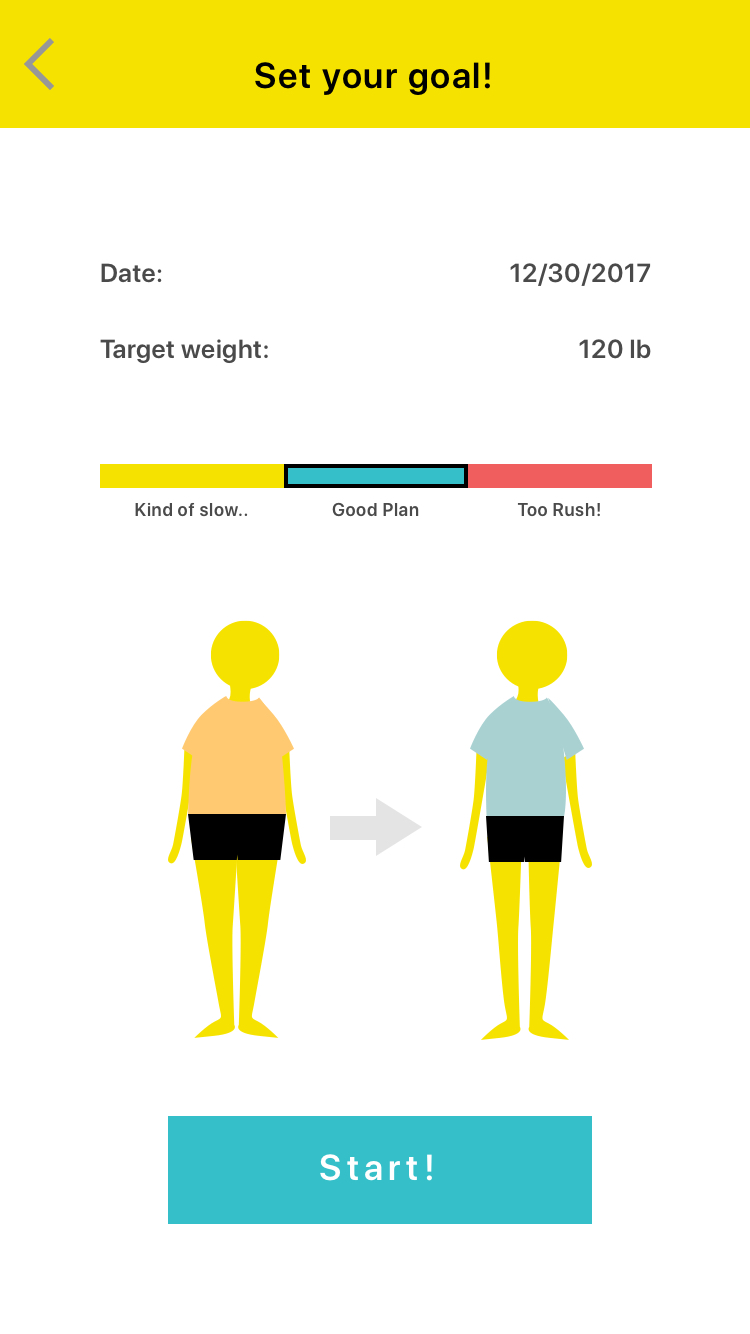 Set your goal!
Date: 12/30/2017
Target weight: 120 lb
Kind of slow.. Good Plan Too Rush!
Start!